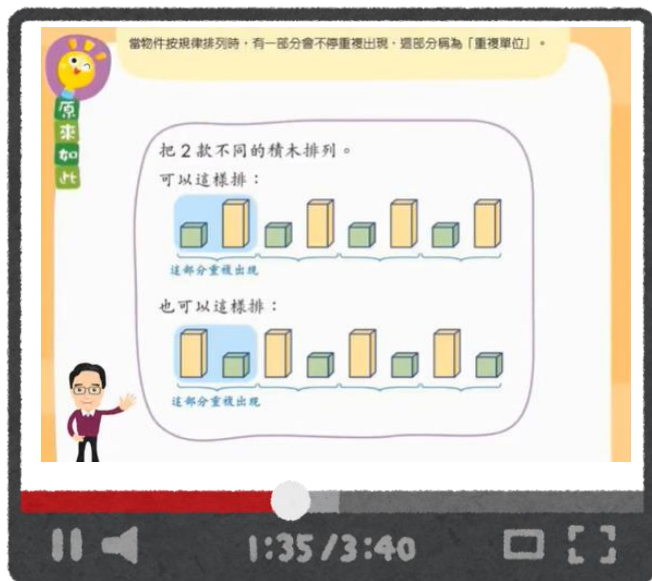 當物件按規律排列時，有一部分會不停重複出現，這部分稱為「重複單位」。
原來如此
把2款不同的積木排列。
可以這樣排：
這部分重複出現
也可以這樣排：
這部分重複出現
1:35/3:40